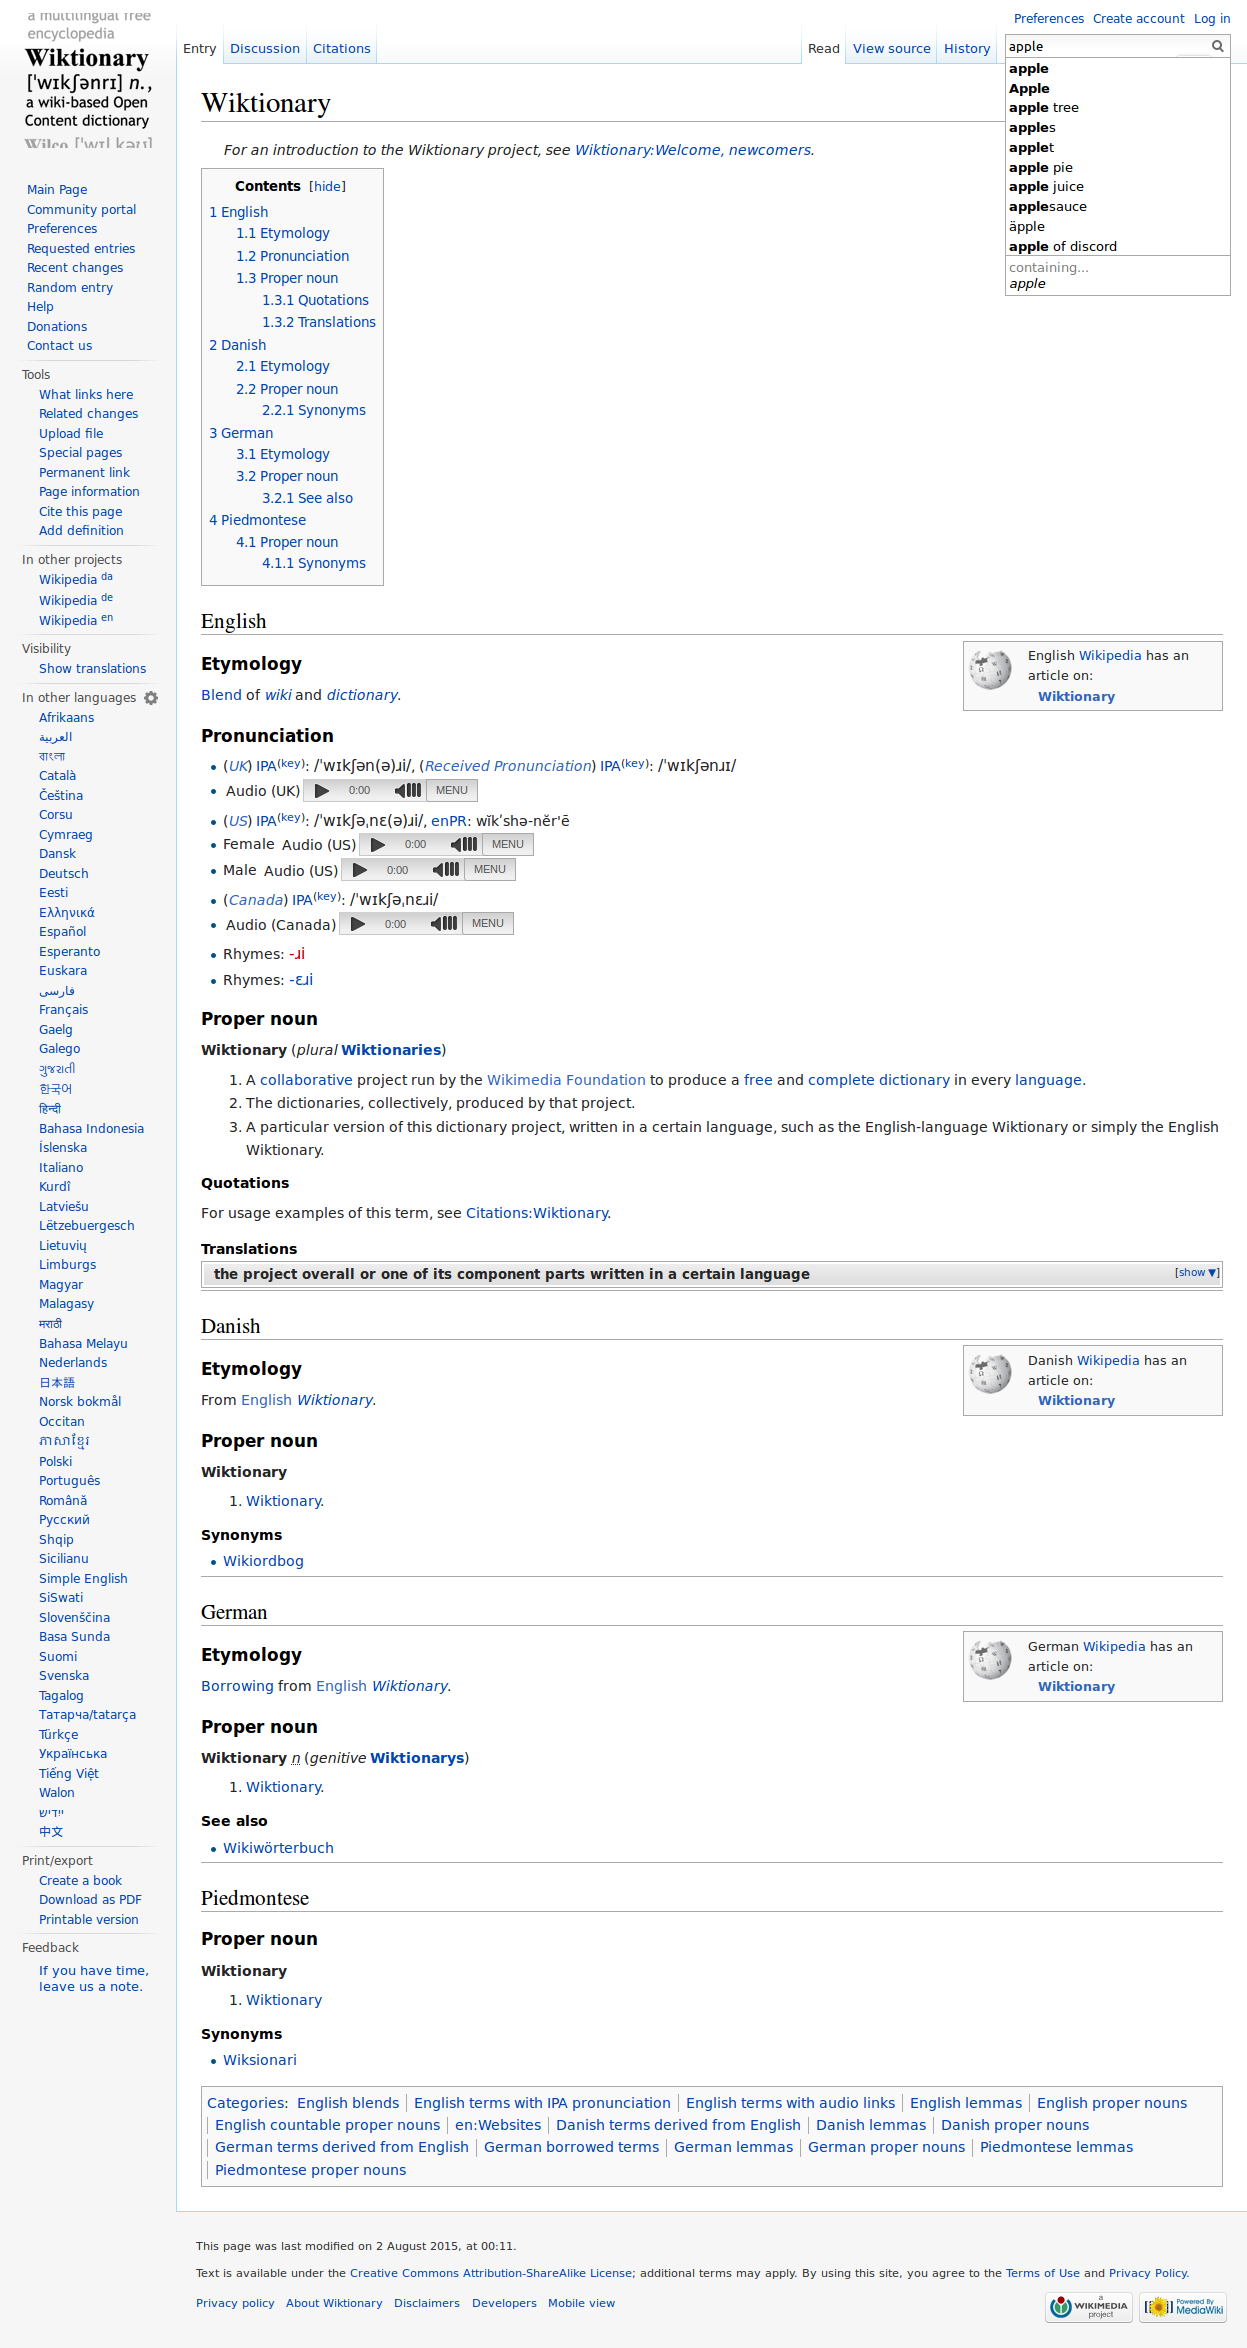 a multilingual free
encyclopedia
Wiktionary
[ˈwɪkʃənrɪ] n.,
a wiki-based Open
Content dictionary
Wilco [ˈwɪl kəʊ]
Preferences Create account Log in
Entry Discussion Citations Read View source History
apple
apple
Apple
apple tree
apples
applet
apple pie
apple juice
applesauce
äpple
apple of discord
containing...
apple
Main Page
Community portal
Preferences
Requested entries
Recent changes
Random entry
Help
Donations
Contact us
Tools
What links here
Related changes
Upload file
Special pages
Permanent link
Page information
Cite this page
Add definition
In other projects
Wikipedia da
Wikipedia de
Wikipedia en
Visibility
Show translations
In other languages
Afrikaans
العربية
বাংলা
Català
Čeština
Corsu
Cymraeg
Dansk
Deutsch
Eesti
Ελληνικά
Español
Esperanto
Euskara
فارسی
Français
Gaelg
Galego
ગુજરાતી
한국어
हिन्दी
Bahasa Indonesia
Íslenska
Italiano
Kurdî
Latviešu
Lëtzebuergesch
Lietuvių
Limburgs
Magyar
Malagasy
मराठी
Bahasa Melayu
Nederlands
日本語
Norsk bokmål
Occitan
ភាសាខ្មែរ
Polski
Português
Română
Русский
Shqip
Sicilianu
Simple English
SiSwati
Slovenščina
Basa Sunda
Suomi
Svenska
Tagalog
Татарча/tatarça
Türkçe
Українська
Tiếng Việt
Walon
ייִדיש
中文
Print/export
Create a book
Download as PDF
Printable version
Feedback
If you have time,
leave us a note.
Wiktionary
For an introduction to the Wiktionary project, see Wiktionary:Welcome, newcomers.
Contents [hide]
1 English
1.1 Etymology
1.2 Pronunciation
1.3 Proper noun
1.3.1 Quotations
1.3.2 Translations
2 Danish
2.1 Etymology
2.2 Proper noun
2.2.1 Synonyms
3 German
3.1 Etymology
3.2 Proper noun
3.2.1 See also
4 Piedmontese
4.1 Proper noun
4.1.1 Synonyms
English
English Wikipedia has an
article on:
Wiktionary
Etymology
Blend of wiki and dictionary.
Pronunciation
• (UK) IPA(key): /ˈwɪkʃən(ə)ɹi/, (Received Pronunciation) IPA(key): /ˈwɪkʃənɹɪ/
• Audio (UK) 0:00 MENU
• (US) IPA(key): /ˈwɪkʃəˌnɛ(ə)ɹi/, enPR: wĭkʹshə-nĕr'ē
• Female Audio (US) 0:00 MENU
• Male Audio (US) 0:00 MENU
• (Canada) IPA(key): /ˈwɪkʃəˌnɛɹi/
• Audio (Canada) 0:00 MENU
• Rhymes: -ɹi
• Rhymes: -ɛɹi
Proper noun
Wiktionary (plural Wiktionaries)
1. A collaborative project run by the Wikimedia Foundation to produce a free and complete dictionary in every language.
2. The dictionaries, collectively, produced by that project.
3. A particular version of this dictionary project, written in a certain language, such as the English-language Wiktionary or simply the English
Wiktionary.
Quotations
For usage examples of this term, see Citations:Wiktionary.
Translations
the project overall or one of its component parts written in a certain language [show ▼]
Danish
Danish Wikipedia has an
article on:
Wiktionary
Etymology
From English Wiktionary.
Proper noun
Wiktionary
1. Wiktionary.
Synonyms
• Wikiordbog
German
German Wikipedia has an
article on:
Wiktionary
Etymology
Borrowing from English Wiktionary.
Proper noun
Wiktionary n (genitive Wiktionarys)
1. Wiktionary.
See also
• Wikiwörterbuch
Piedmontese
Proper noun
Wiktionary
1. Wiktionary
Synonyms
• Wiksionari
Categories: English blends | English terms with IPA pronunciation | English terms with audio links | English lemmas | English proper nouns
| English countable proper nouns | en:Websites | Danish terms derived from English | Danish lemmas | Danish proper nouns
| German terms derived from English | German borrowed terms | German lemmas | German proper nouns | Piedmontese lemmas
| Piedmontese proper nouns
This page was last modified on 2 August 2015, at 00:11.
Text is available under the Creative Commons Attribution-ShareAlike License; additional terms may apply. By using this site, you agree to the Terms of Use and Privacy Policy.
Privacy policy About Wiktionary Disclaimers Developers Mobile view
a
WIKIMEDIA
project
Powered By
MediaWiki